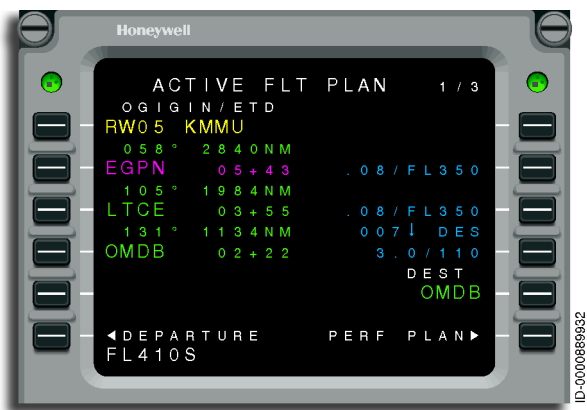 Honeywell
ACTIVE FLT PLAN 1/3
OGIGIN/ETD
RW05 KMMU
058° 2840NM
EGPN 05+43 .08/FL350
105° 1984NM
LTCE 03+55 .08/FL350
131° 1134NM 007↓ DES
OMDB 02+22 3.0/110
DEST
OMDB
◀DEPARTURE PERF PLAN▶
FL410S
ID-0000889932